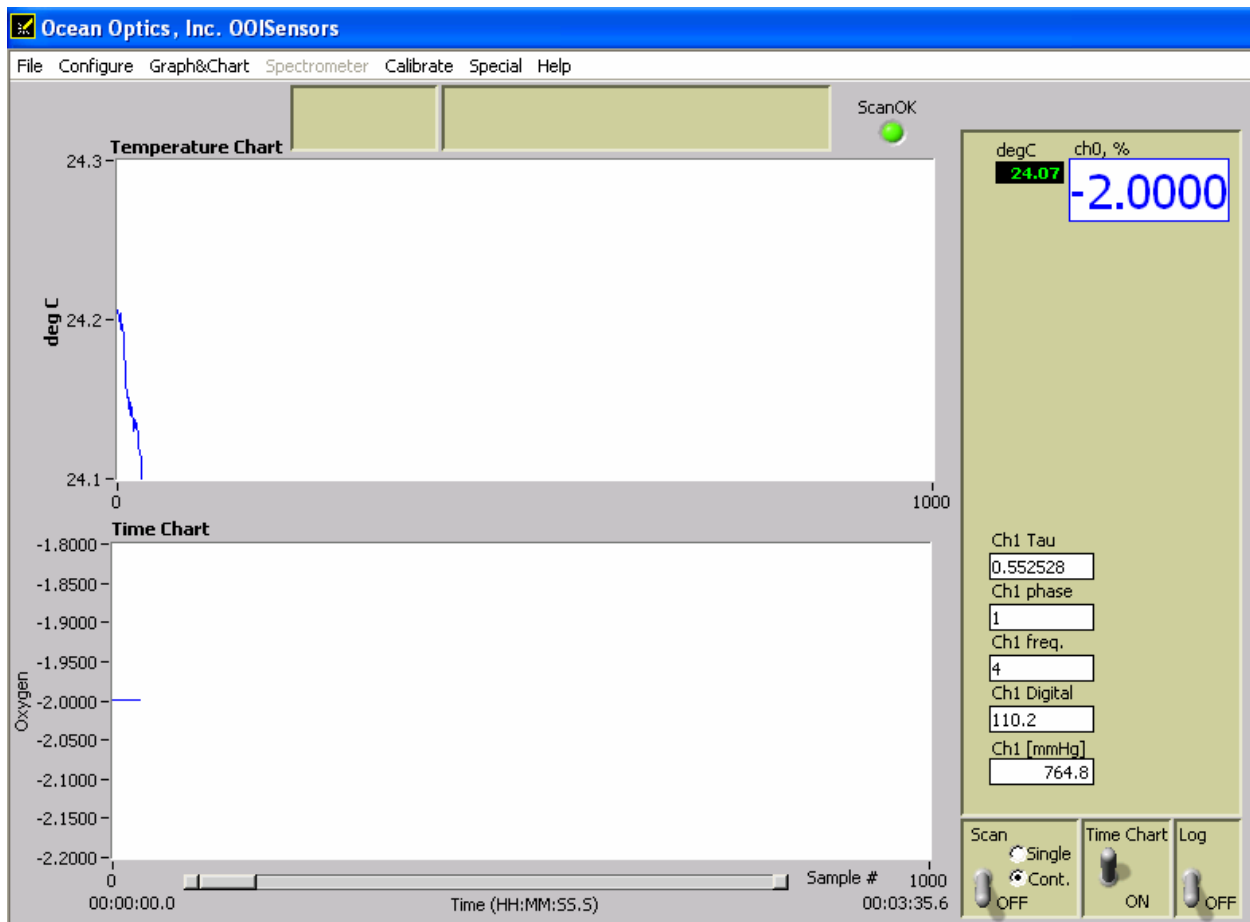 Ocean Optics, Inc. OOISensors
File Configure Graph&Chart Spectrometer Calibrate Special Help
ScanOK
Temperature Chart
24.3
deg C
24.2
24.1
0 1000
degC ch0, %
24.07 -2.0000
Time Chart
-1.8000
-1.8500
-1.9000
-1.9500
Oxygen
-2.0000
-2.0500
-2.1000
-2.1500
-2.2000
0 Sample # 1000
00:00:00.0 Time (HH:MM:SS.S) 00:03:35.6
Ch1 Tau
0.552528
Ch1 phase
1
Ch1 freq.
4
Ch1 Digital
110.2
Ch1 [mmHg]
764.8
Scan
Single
Cont.
OFF
Time Chart
ON
Log
OFF